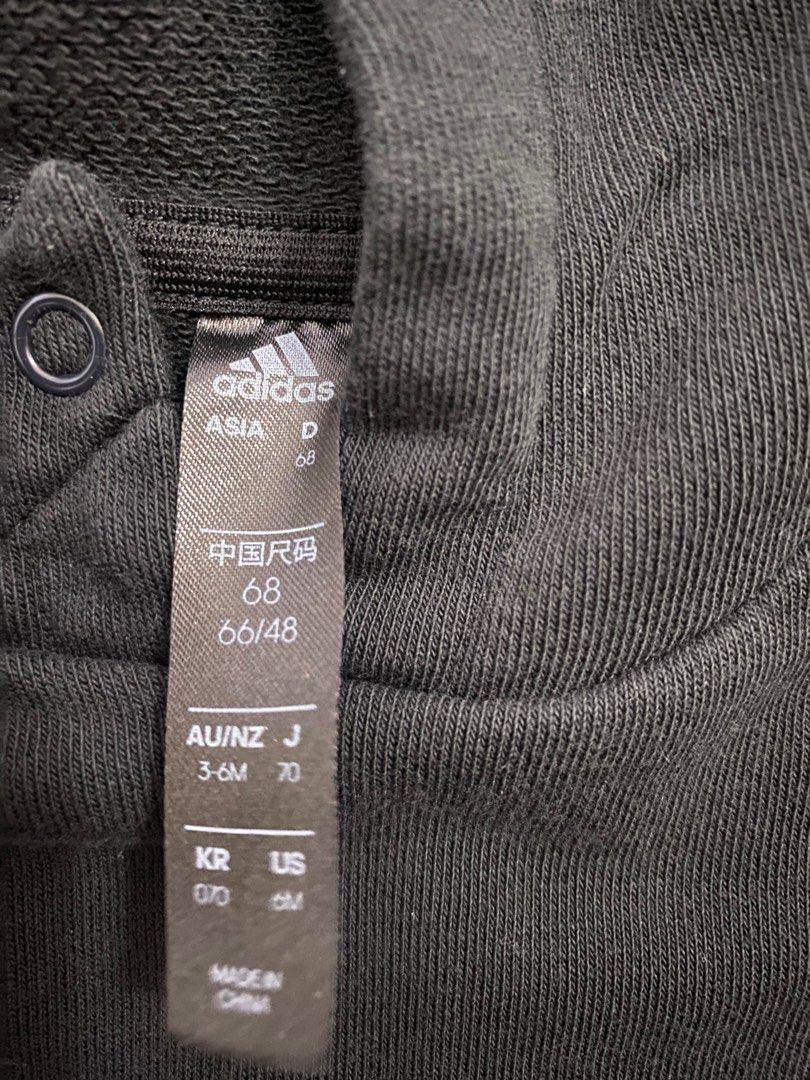 adidas
ASIA D
68
中国尺码
68
66/48
AU/NZ J
3-6M 70
KR US
070 6M
MADE IN
CHINA